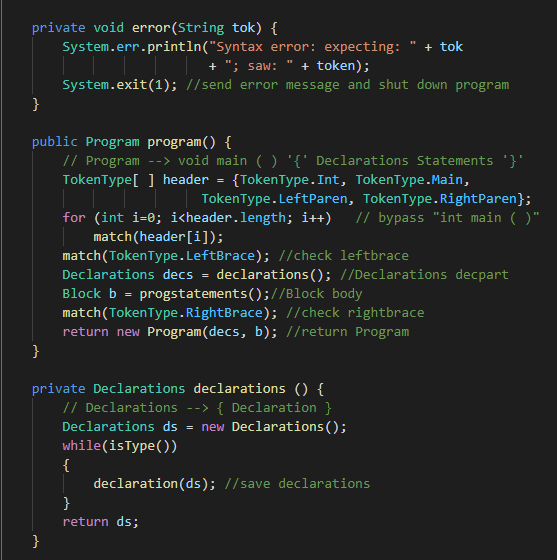 private void error(String tok) {
System.err.println("Syntax error: expecting: " + tok
+ "; saw: " + token);
System.exit(1); //send error message and shut down program
}
public Program program() {
// Program --> void main ( ) '{' Declarations Statements '}'
TokenType[ ] header = {TokenType.Int, TokenType.Main,
TokenType.LeftParen, TokenType.RightParen};
for (int i=0; i<header.length; i++)   // bypass "int main ( )"
match(header[i]);
match(TokenType.LeftBrace); //check leftbrace
Declarations decs = declarations(); //Declarations decpart
Block b = progstatements();//Block body
match(TokenType.RightBrace); //check rightbrace
return new Program(decs, b); //return Program
}
private Declarations declarations () {
// Declarations --> { Declaration }
Declarations ds = new Declarations();
while(isType())
{
declaration(ds); //save declarations
}
return ds;
}